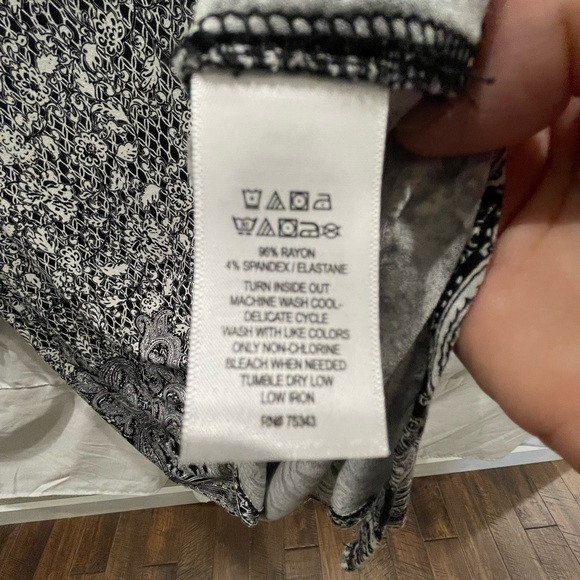 96% RAYON
4% SPANDEX / ELASTANE
TURN INSIDE OUT
MACHINE WASH COOL-
DELICATE CYCLE
WASH WITH LIKE COLORS
ONLY NON-CHLORINE
BLEACH WHEN NEEDED
TUMBLE DRY LOW
LOW IRON
RN# 75343